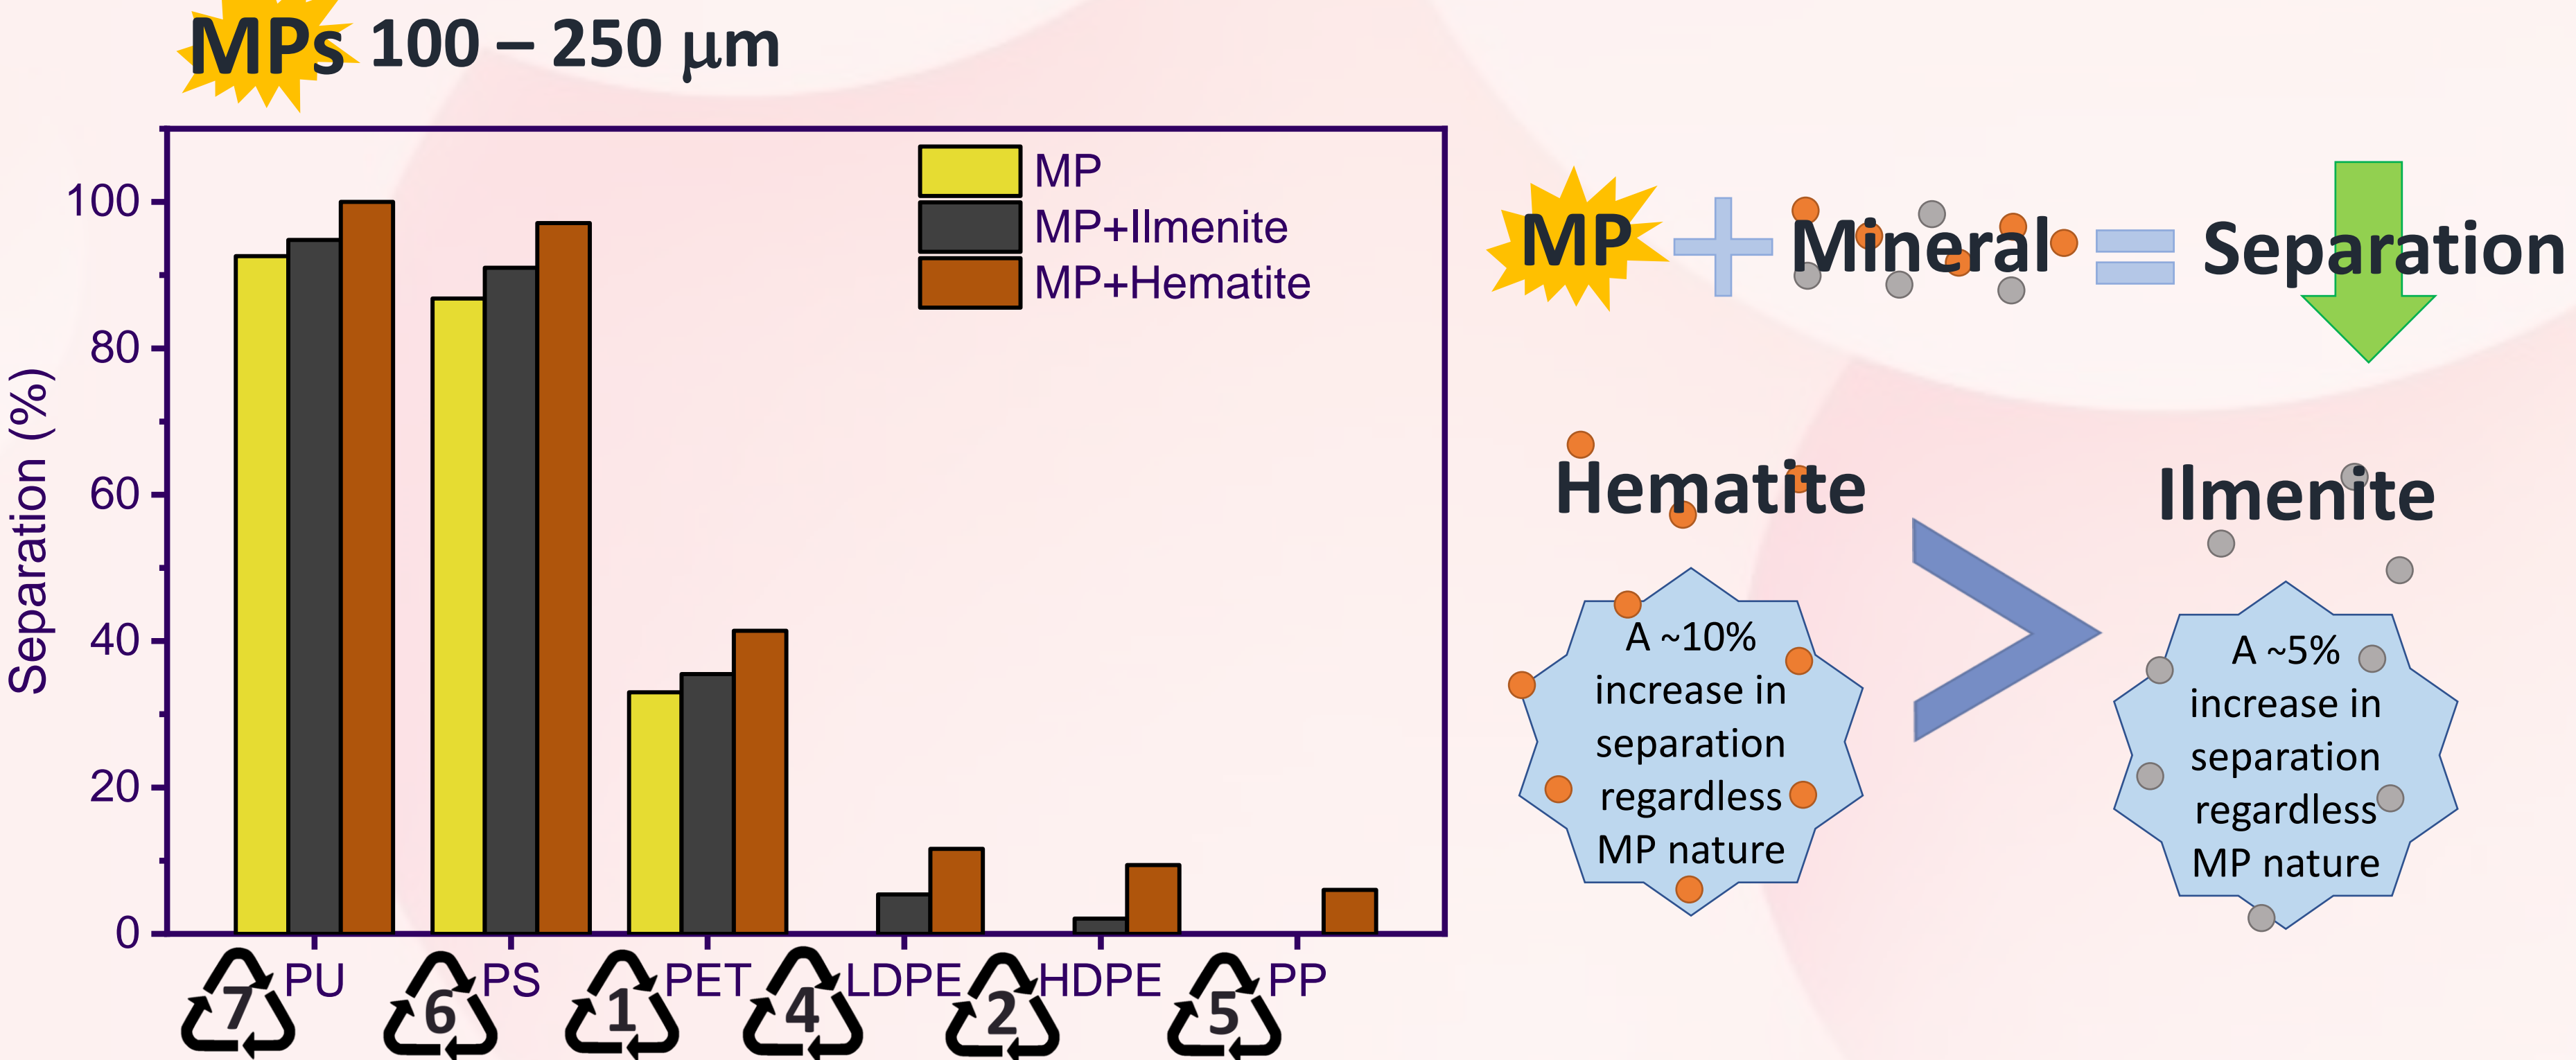 MPs 100 – 250 μm
MP
MP+Ilmenite
MP+Hematite
100
80
60
40
20
0
Separation (%)
7 PU 6 PS 1 PET 4 LDPE 2 HDPE 5 PP
MP + Mineral = Separation
Hematite > Ilmenite
A ~10%
increase in
separation
regardless
MP nature
A ~5%
increase in
separation
regardless
MP nature